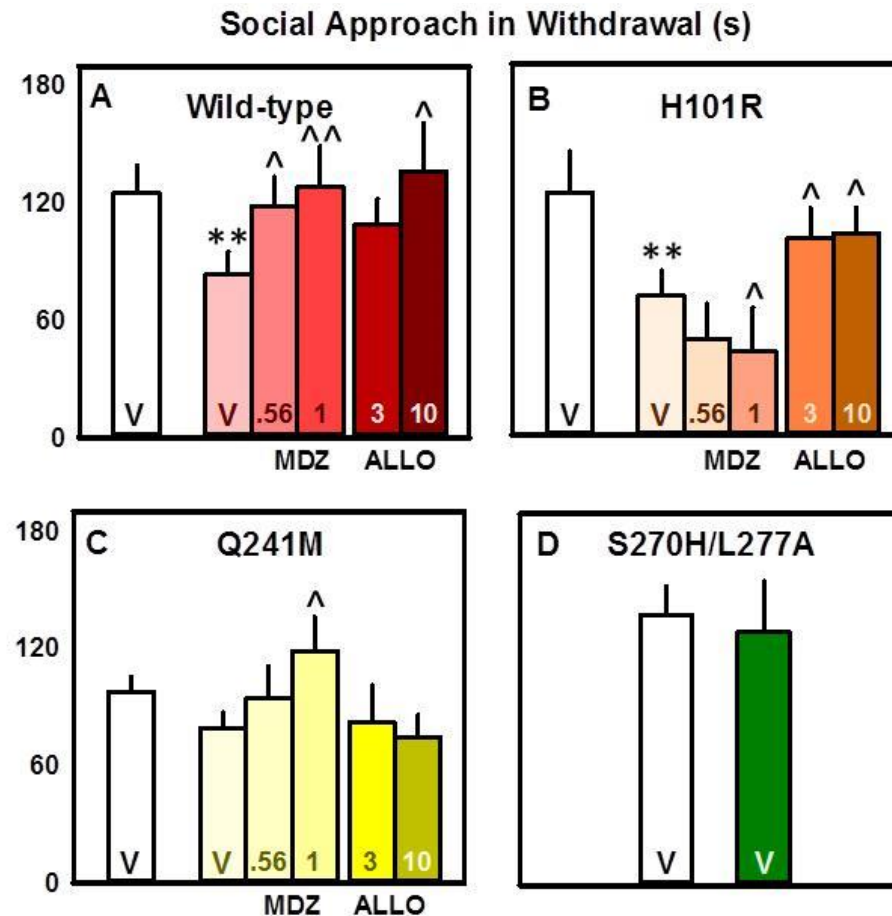 Social Approach in Withdrawal (s)
180
120
60
0
A
Wild-type
**
^
^^
^
V
V
.56
1
3
10
MDZ
ALLO
B
H101R
**
^
^
^
V
V
.56
1
3
10
MDZ
ALLO
180
120
60
0
C
Q241M
^
V
V
.56
1
3
10
MDZ
ALLO
D
S270H/L277A
V
V